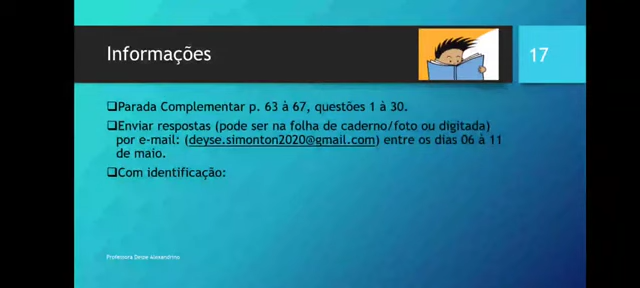 Informações
17
❑Parada Complementar p. 63 à 67, questões 1 à 30.
❑Enviar respostas (pode ser na folha de caderno/foto ou digitada)
por e-mail: (deyse.simonton2020@gmail.com) entre os dias 06 à 11
de maio.
❑Com identificação:
Professora Deise Alexandrino